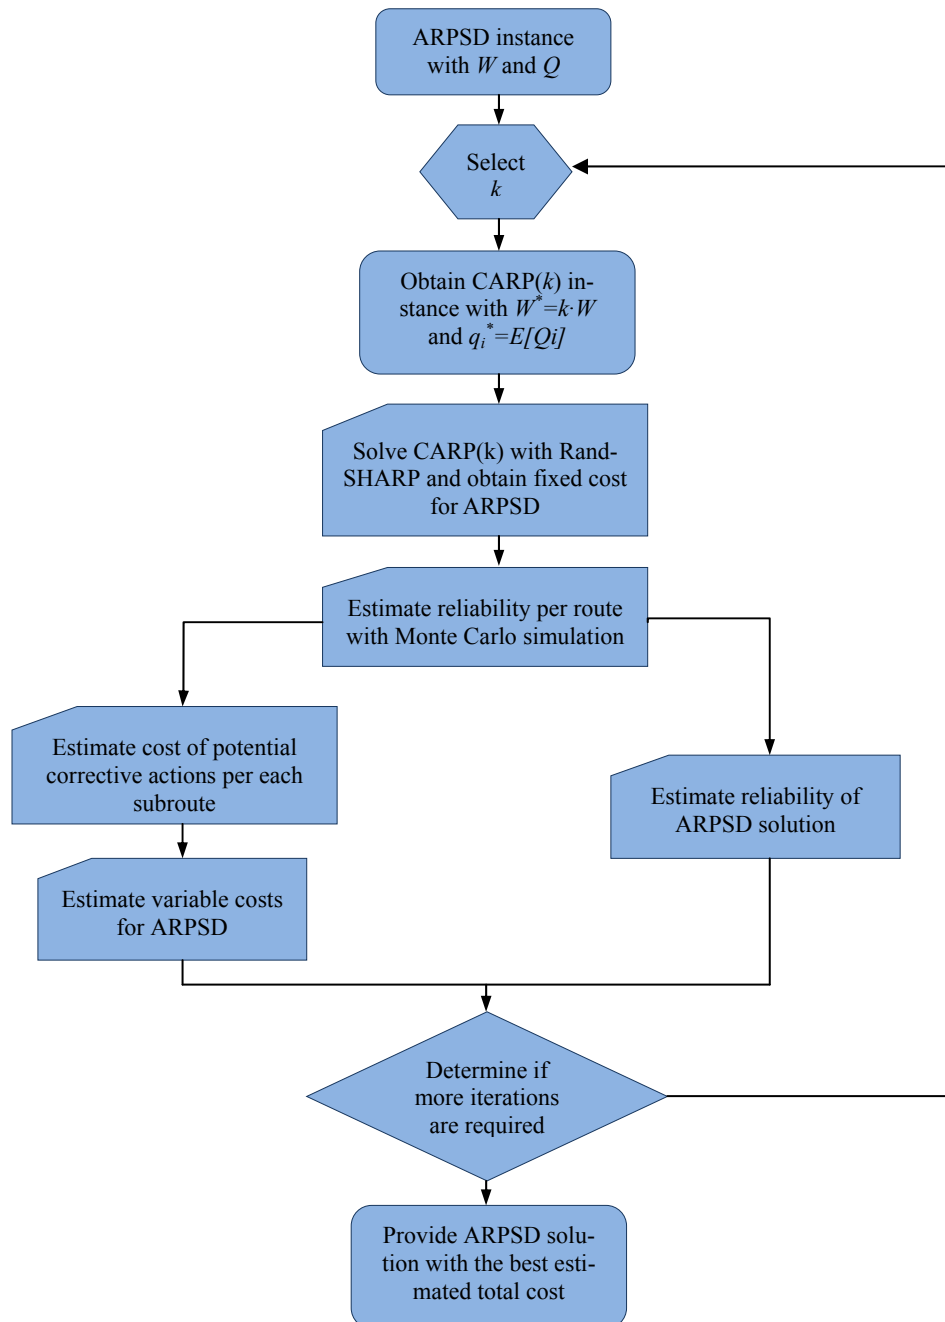 ARPSD instance
with W and Q
Select
k
Obtain CARP(k) in-
stance with W*=k·W
and qi*=E[Qi]
Solve CARP(k) with Rand-
SHARP and obtain fixed cost
for ARPSD
Estimate reliability per route
with Monte Carlo simulation
Estimate cost of potential
corrective actions per each
subroute
Estimate reliability of
ARPSD solution
Estimate variable costs
for ARPSD
Determine if
more iterations
are required
Provide ARPSD solu-
tion with the best esti-
mated total cost